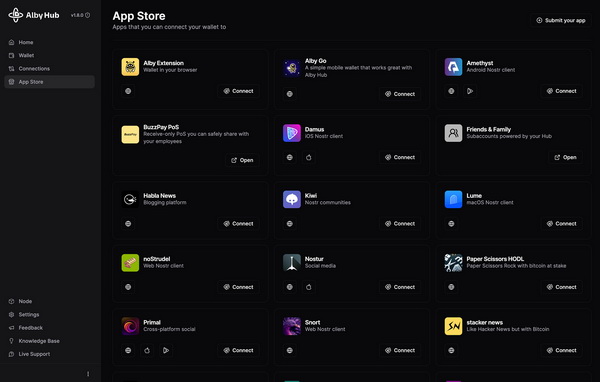 Alby Hub
v1.8.0
Home
Wallet
Connections
App Store
Node
Settings
Feedback
Knowledge Base
Live Support
App Store
Apps that you can connect your wallet to
Submit your app
Alby Extension
Wallet in your browser
Connect
Alby Go
A simple mobile wallet that works great with
Alby Hub
Connect
Amethyst
Android Nostr client
Connect
BuzzPay
BuzzPay PoS
Receive-only PoS you can safely share with
your employees
Open
Damus
iOS Nostr client
Connect
Friends & Family
Subaccounts powered by your Hub
Open
Habla News
Blogging platform
Connect
Kiwi
Nostr communities
Connect
Lume
macOS Nostr client
Connect
noStrudel
Web Nostr client
Connect
Nostur
Social media
Connect
Paper Scissors HODL
Paper Scissors Rock with bitcoin at stake
Connect
Primal
Cross-platform social
Connect
Snort
Web Nostr client
Connect
SN
stacker news
Like Hacker News but with Bitcoin
Connect